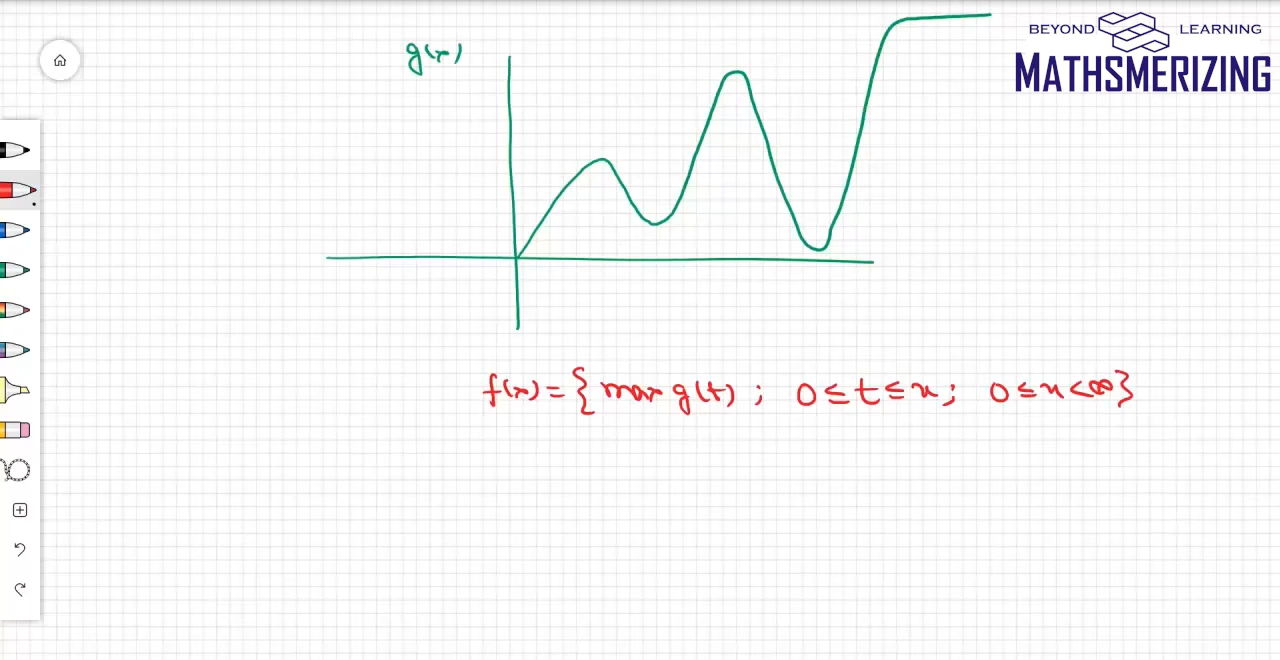 BEYOND LEARNING
MATHSMERIZING
g(x)
f(x) = { max g(t) ; 0 ≤ t ≤ x ; 0 ≤ x < ∞ }